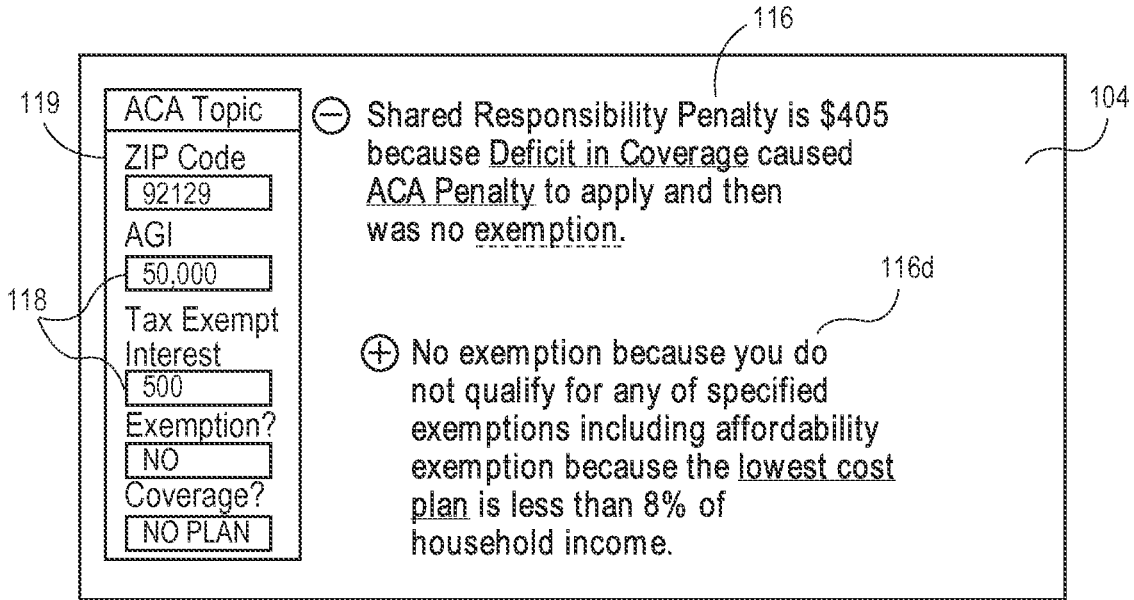 116
104
119
ACA Topic
ZIP Code
92129
AGI
50,000
118
Tax Exempt
Interest
500
Exemption?
NO
Coverage?
NO PLAN
Shared Responsibility Penalty is $405
because Deficit in Coverage caused
ACA Penalty to apply and then
was no exemption.
116d
No exemption because you do
not qualify for any of specified
exemptions including affordability
exemption because the lowest cost
plan is less than 8% of
household income.